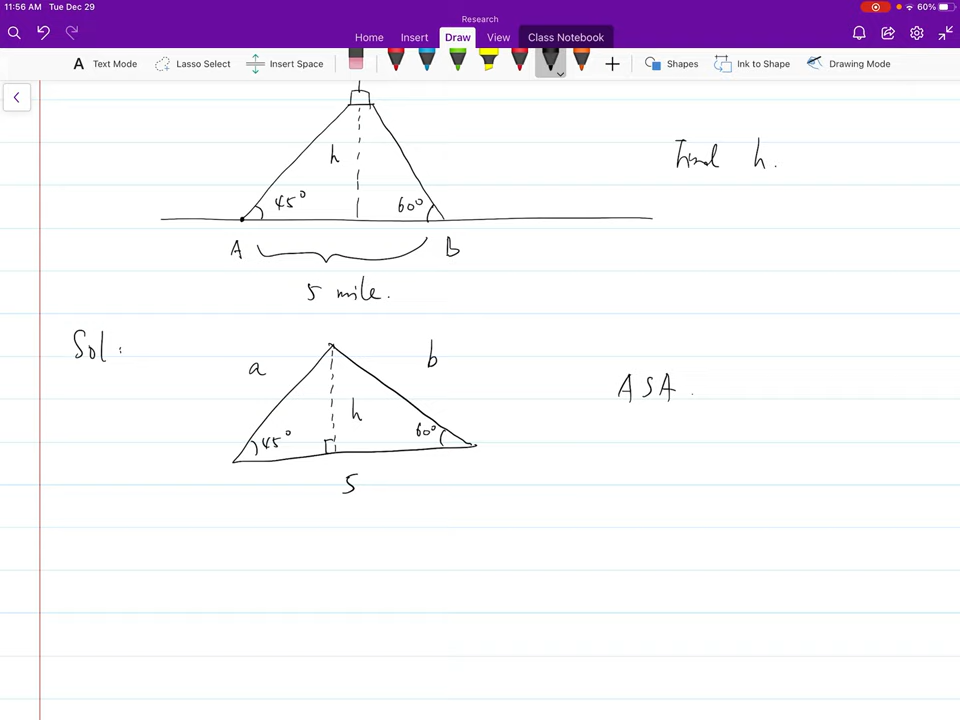 11:56 AM Tue Dec 29
60%
Research
Home Insert Draw View Class Notebook
A Text Mode Lasso Select Insert Space Shapes Ink to Shape Drawing Mode
h
Find h.
45° 60°
A B
5 mile.
Sol:
a b
ASA.
h
45° 60°
5